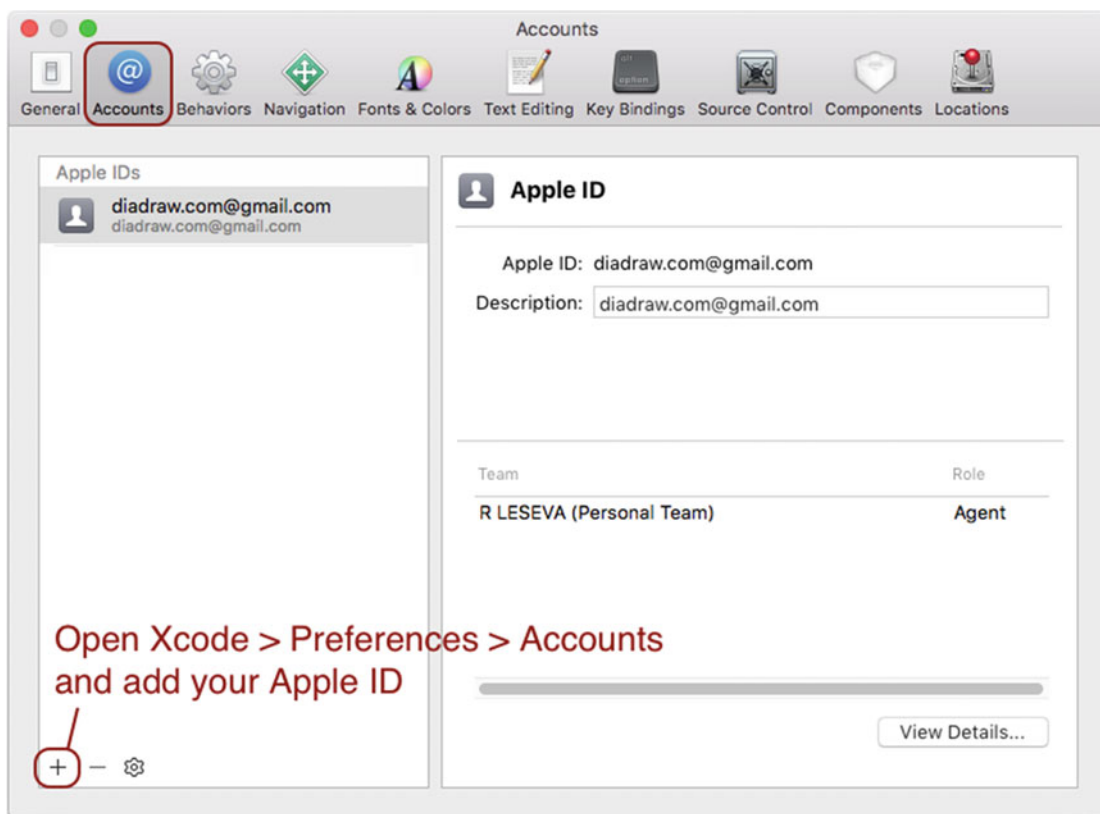 Accounts
General Accounts Behaviors Navigation Fonts & Colors Text Editing Key Bindings Source Control Components Locations
Apple IDs
diadraw.com@gmail.com
diadraw.com@gmail.com
Apple ID
Apple ID: diadraw.com@gmail.com
Description: diadraw.com@gmail.com
Team Role
R LESEVA (Personal Team) Agent
Open Xcode > Preferences > Accounts
and add your Apple ID
View Details...